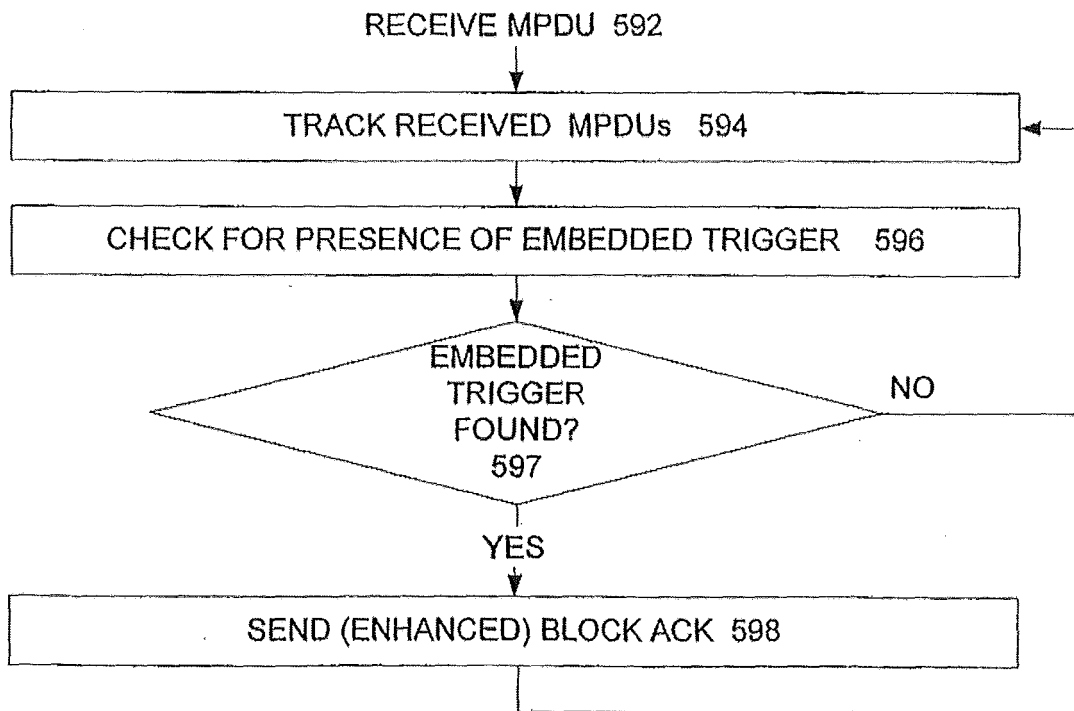 RECEIVE MPDU 592
TRACK RECEIVED MPDUs 594
CHECK FOR PRESENCE OF EMBEDDED TRIGGER 596
EMBEDDED
TRIGGER
FOUND?
597
NO
YES
SEND (ENHANCED) BLOCK ACK 598